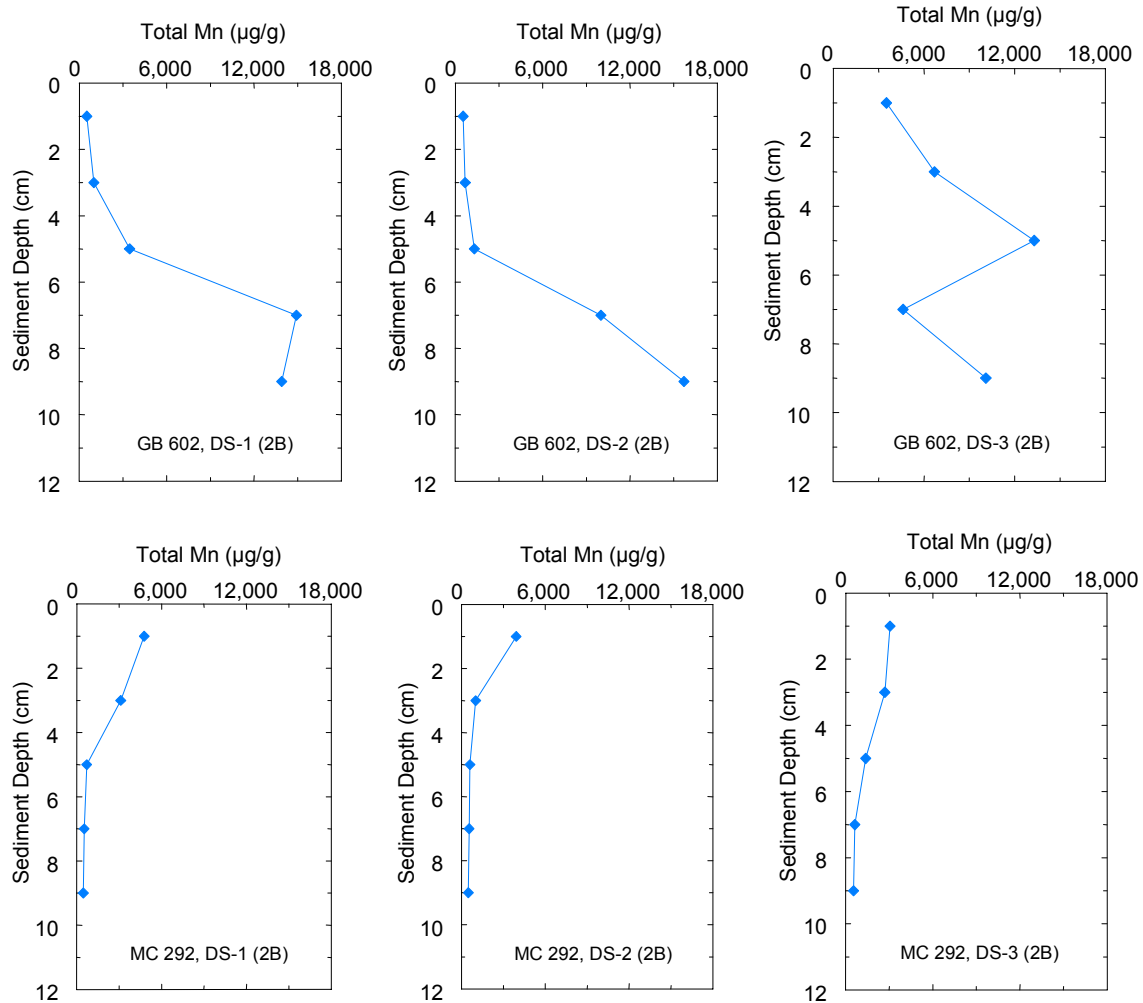 Total Mn (µg/g)
0 6,000 12,000 18,000
0
2
4
6
8
10
12
Sediment Depth (cm)
GB 602, DS-1 (2B)
Total Mn (µg/g)
0 6,000 12,000 18,000
0
2
4
6
8
10
12
Sediment Depth (cm)
GB 602, DS-2 (2B)
Total Mn (µg/g)
0 6,000 12,000 18,000
0
2
4
6
8
10
12
Sediment Depth (cm)
GB 602, DS-3 (2B)
Total Mn (µg/g)
0 6,000 12,000 18,000
0
2
4
6
8
10
12
Sediment Depth (cm)
MC 292, DS-1 (2B)
Total Mn (µg/g)
0 6,000 12,000 18,000
0
2
4
6
8
10
12
Sediment Depth (cm)
MC 292, DS-2 (2B)
Total Mn (µg/g)
0 6,000 12,000 18,000
0
2
4
6
8
10
12
Sediment Depth (cm)
MC 292, DS-3 (2B)